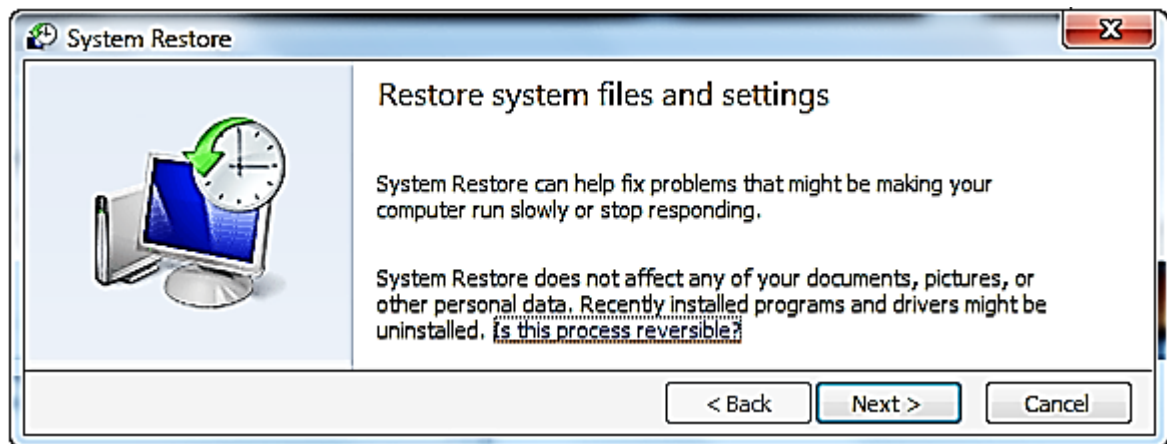 System Restore
Restore system files and settings
System Restore can help fix problems that might be making your
computer run slowly or stop responding.
System Restore does not affect any of your documents, pictures, or
other personal data. Recently installed programs and drivers might be
uninstalled. Is this process reversible?
< Back Next > Cancel